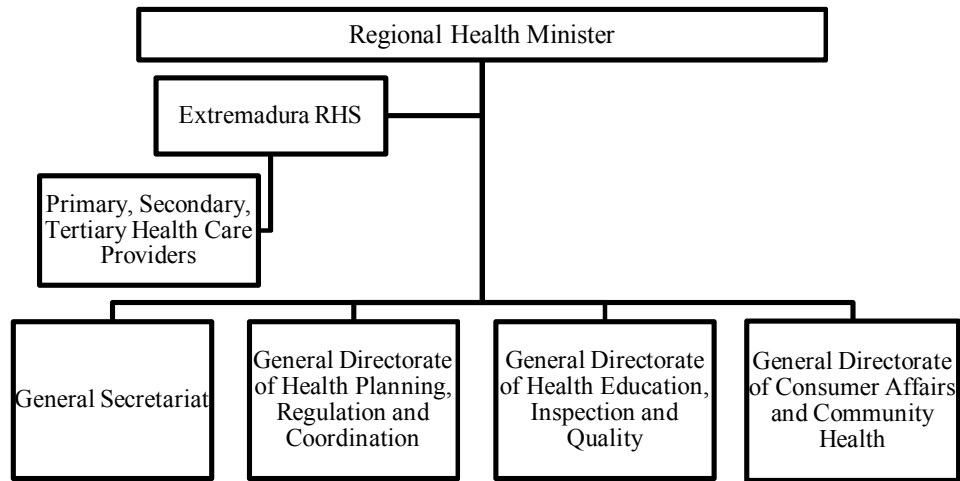 Regional Health Minister
Extremadura RHS
Primary, Secondary,
Tertiary Health Care
Providers
General Secretariat
General Directorate
of Health Planning,
Regulation and
Coordination
General Directorate
of Health Education,
Inspection and
Quality
General Directorate
of Consumer Affairs
and Community
Health